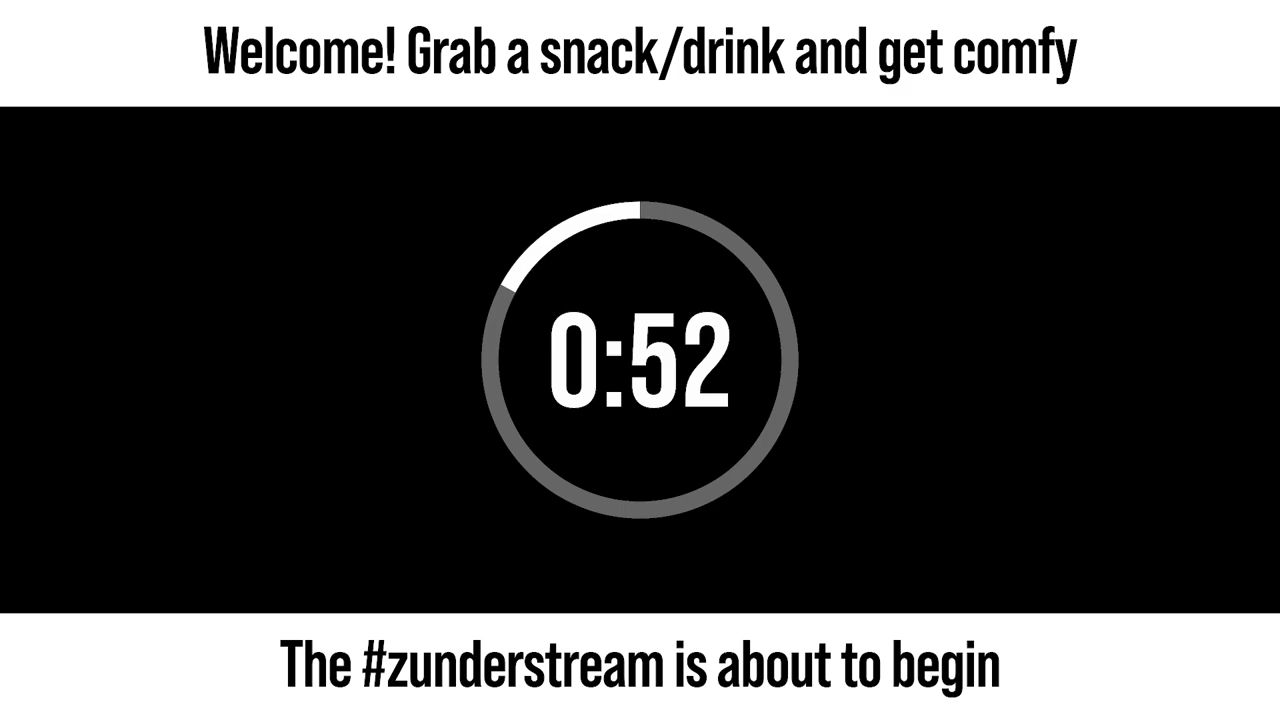 Welcome! Grab a snack/drink and get comfy
0:52
The #zunderstream is about to begin